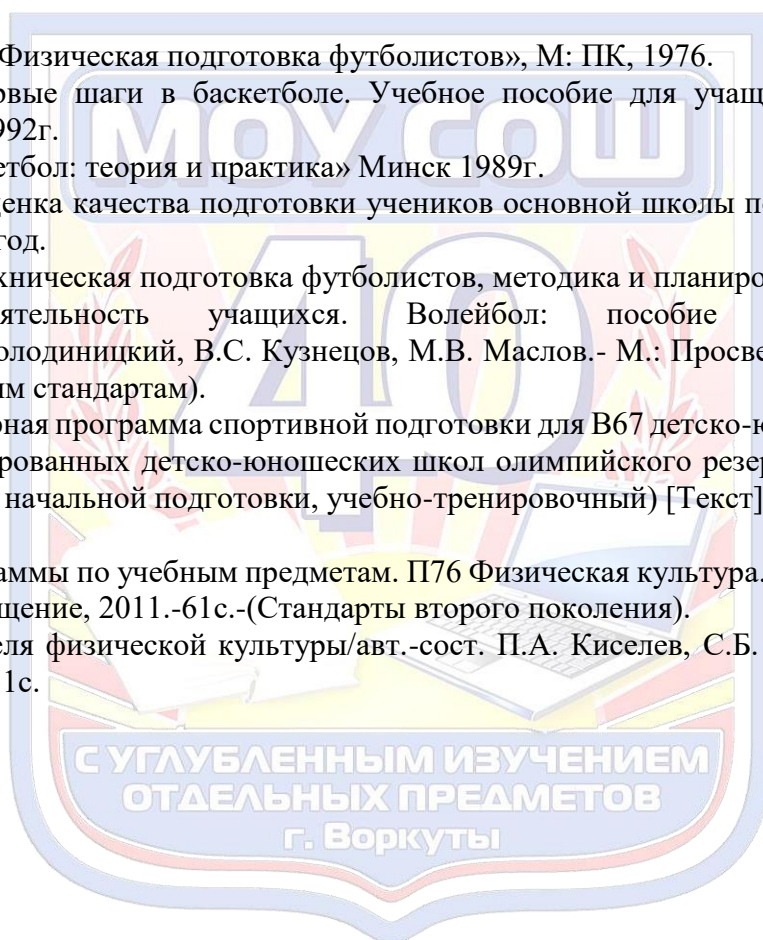 Физическая подготовка футболистов», М: ПК, 1976.
рвые шаги в баскетболе. Учебное пособие для учащ
992г.
етбол: теория и практика» Минск 1989г.
ценка качества подготовки учеников основной школы по
год.
хническая подготовка футболистов, методика и планиро
ятельность учащихся. Волейбол: пособие
олодиницкий, В.С. Кузнецов, М.В. Маслов.- М.: Просве
им стандартам).
рная программа спортивной подготовки для В67 детско-ю
рованных детско-юношеских школ олимпийского резер
начальной подготовки, учебно-тренировочный) [Текст]
аммы по учебным предметам. П76 Физическая культура.
щение, 2011.-61с.-(Стандарты второго поколения).
еля физической культуры/авт.-сост. П.А. Киселев, С.Б.
1с.
МОУ СОШ
40
С УГЛУБЛЕННЫМ ИЗУЧЕНИЕМ
ОТДЕЛЬНЫХ ПРЕДМЕТОВ
г. Воркуты